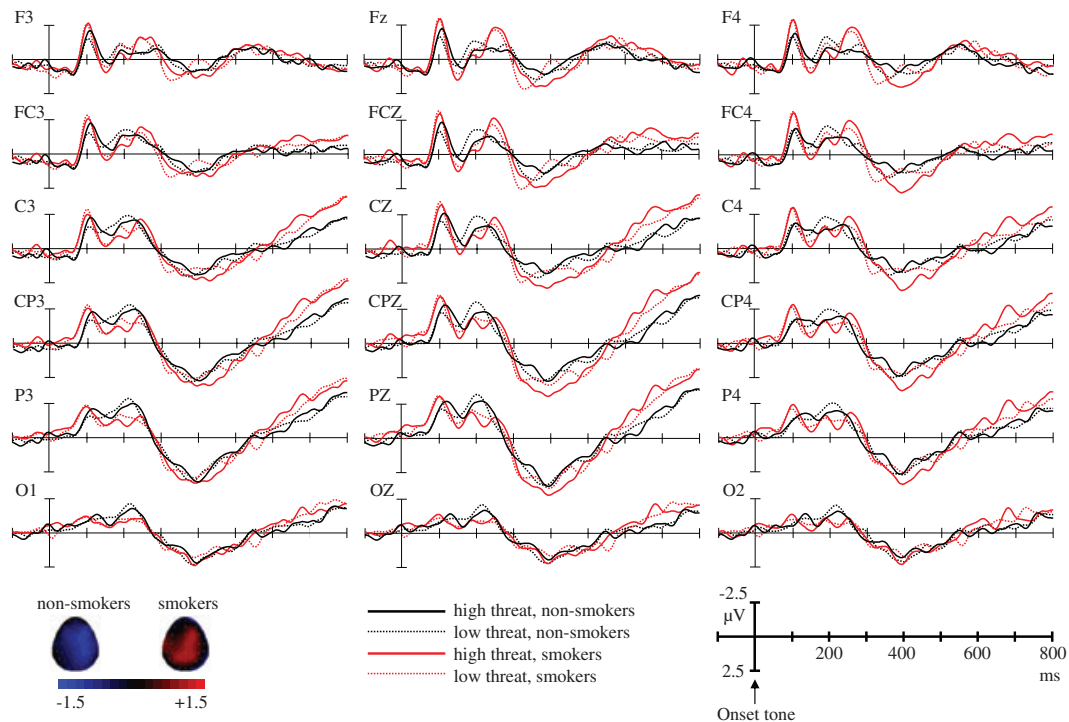 F3 Fz F4
FC3 FCZ FC4
C3 CZ C4
CP3 CPZ CP4
P3 PZ P4
O1 OZ O2
non-smokers smokers
-1.5 +1.5
high threat, non-smokers
low threat, non-smokers
high threat, smokers
low threat, smokers
-2.5
μV
2.5
200 400 600 800
ms
Onset tone